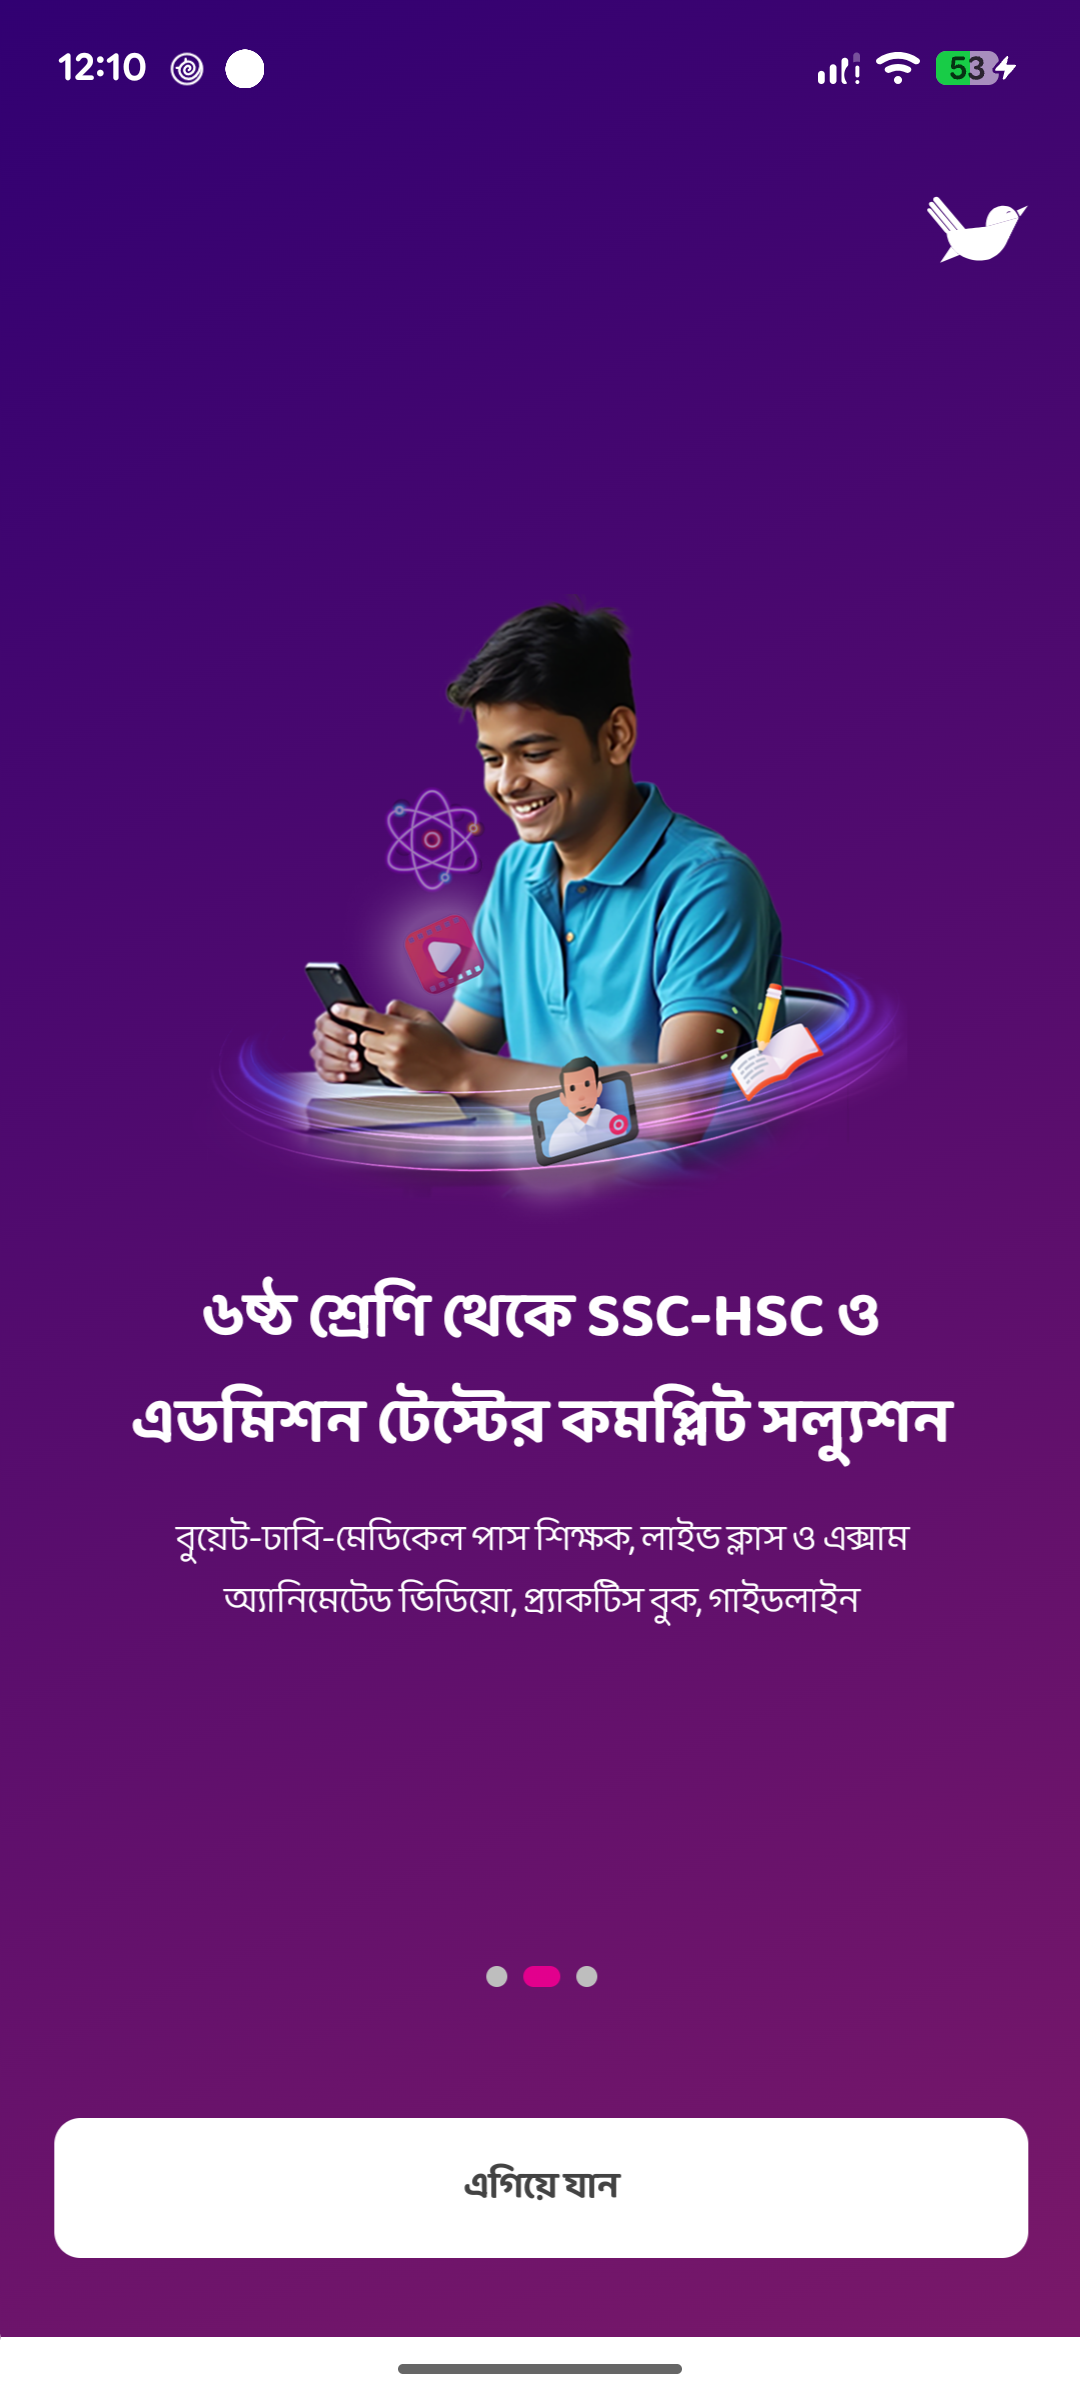 12:10
53
৬ষ্ঠ শ্রেণি থেকে SSC-HSC ও
এডমিশন টেস্টের কমপ্লিট সল্যুশন
বুয়েট-ঢাবি-মেডিকেল পাস শিক্ষক, লাইভ ক্লাস ও এক্সাম
অ্যানিমেটেড ভিডিয়ো, প্র্যাকটিস বুক, গাইডলাইন
এগিয়ে যান